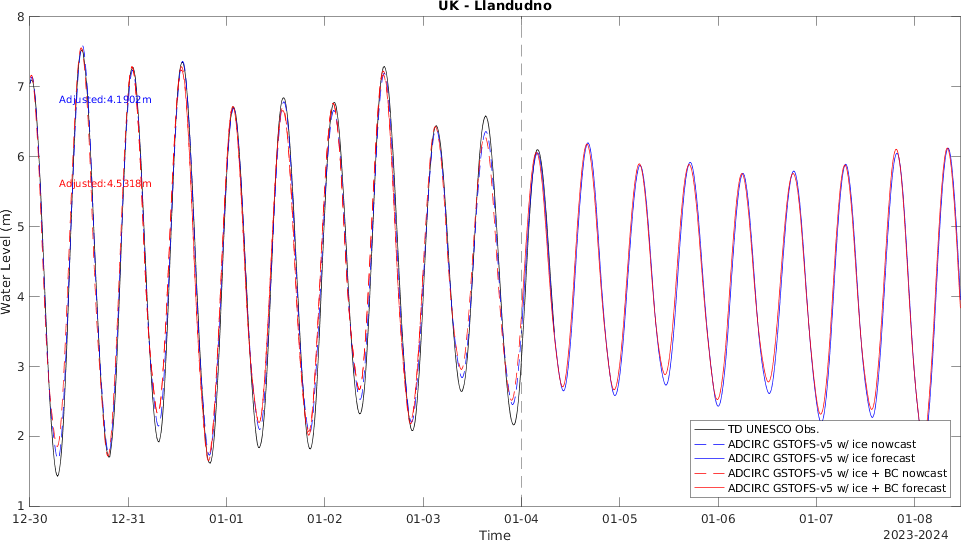 UK - Llandudno
8
7
6
5
4
3
2
1
Water Level (m)
Adjusted:4.1902m
Adjusted:4.5318m
TD UNESCO Obs.
ADCIRC GSTOFS-v5 w/ ice nowcast
ADCIRC GSTOFS-v5 w/ ice forecast
ADCIRC GSTOFS-v5 w/ ice + BC nowcast
ADCIRC GSTOFS-v5 w/ ice + BC forecast
12-30 12-31 01-01 01-02 01-03 01-04 01-05 01-06 01-07 01-08
Time
2023-2024